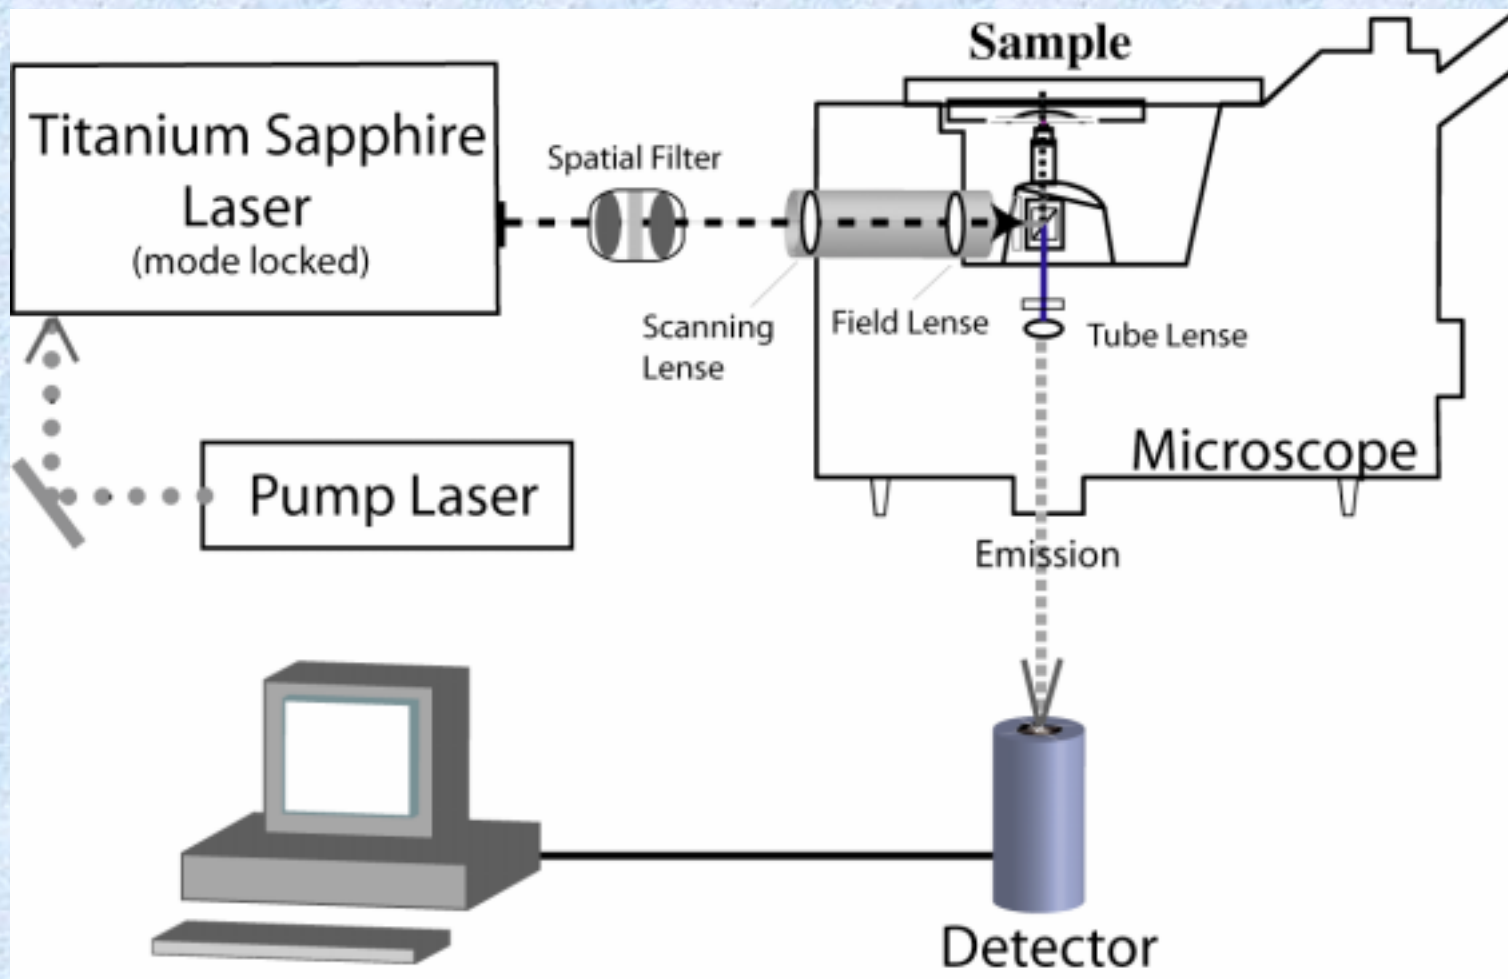 Sample
Titanium Sapphire
Laser
(mode locked)
Spatial Filter
Scanning
Lense
Field Lense
Tube Lense
Microscope
Pump Laser
Emission
Detector